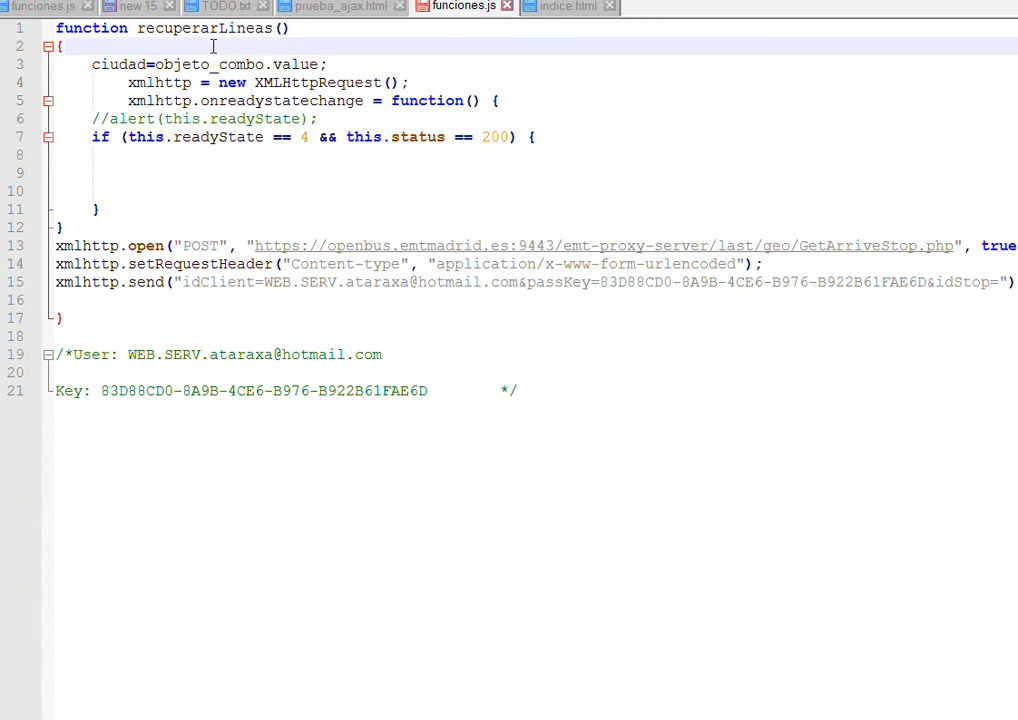 funciones.js new 15 TODO.txt prueba_ajax.html funciones.js indice.html
1 function recuperarLineas()
2 {
3 ciudad=objeto_combo.value;
4 xmlhttp = new XMLHttpRequest();
5 xmlhttp.onreadystatechange = function() {
6 //alert(this.readyState);
7 if (this.readyState == 4 && this.status == 200) {
8
9
10
11 }
12 }
13 xmlhttp.open("POST", "https://openbus.emtmadrid.es:9443/emt-proxy-server/last/geo/GetArriveStop.php", true
14 xmlhttp.setRequestHeader("Content-type", "application/x-www-form-urlencoded");
15 xmlhttp.send("idClient=WEB.SERV.ataraxa@hotmail.com&passKey=83D88CD0-8A9B-4CE6-B976-B922B61FAE6D&idStop=")
16
17 }
18
19 /*User: WEB.SERV.ataraxa@hotmail.com
20
21 Key: 83D88CD0-8A9B-4CE6-B976-B922B61FAE6D */